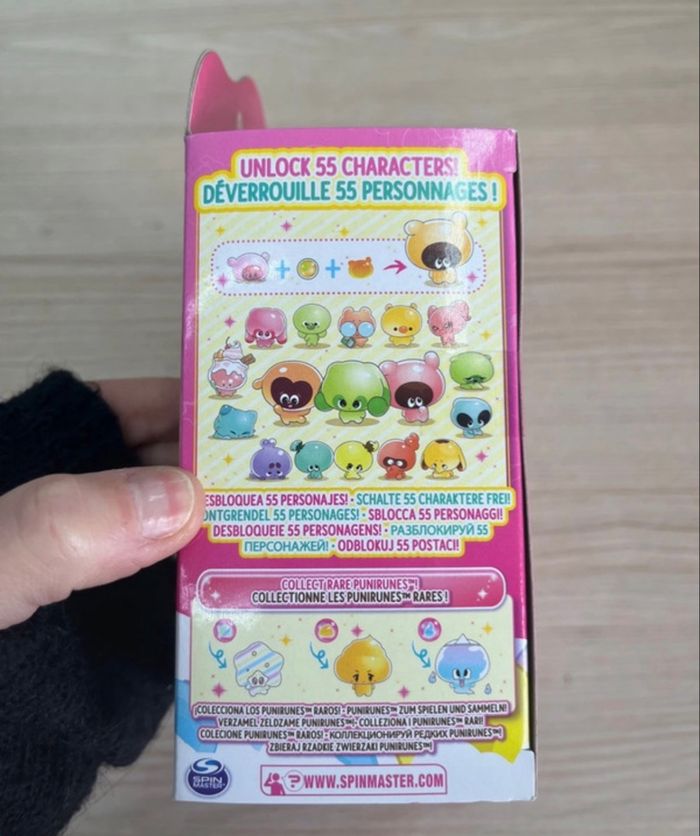 UNLOCK 55 CHARACTERS!
DÉVERROUILLE 55 PERSONNAGES !
ESBLOQUEA 55 PERSONAJES! • SCHALTE 55 CHARAKTERE FREI!
ONTGRENDEL 55 PERSONAGES! • SBLOCCA 55 PERSONAGGI!
DESBLOQUEIE 55 PERSONAGENS! • РАЗБЛОКИРУЙ 55
ПЕРСОНАЖЕЙ! • ODBLOKUJ 55 POSTACI!
COLLECT RARE PUNIRUNES™!
COLLECTIONNE LES PUNIRUNES™ RARES !
¡COLECCIONA LOS PUNIRUNES™ RAROS! • PUNIRUNES™ ZUM SPIELEN UND SAMMELN!
VERZAMEL ZELDZAME PUNIRUNES™! • COLLEZIONA I PUNIRUNES™ RARI!
COLECIONE PUNIRUNES™ RAROS! • КОЛЛЕКЦИОНИРУЙ РЕДКИХ PUNIRUNES™!
ZBIERAJ RZADKIE ZWIERZAKI PUNIRUNES™!
SPIN MASTER™
? WWW.SPINMASTER.COM